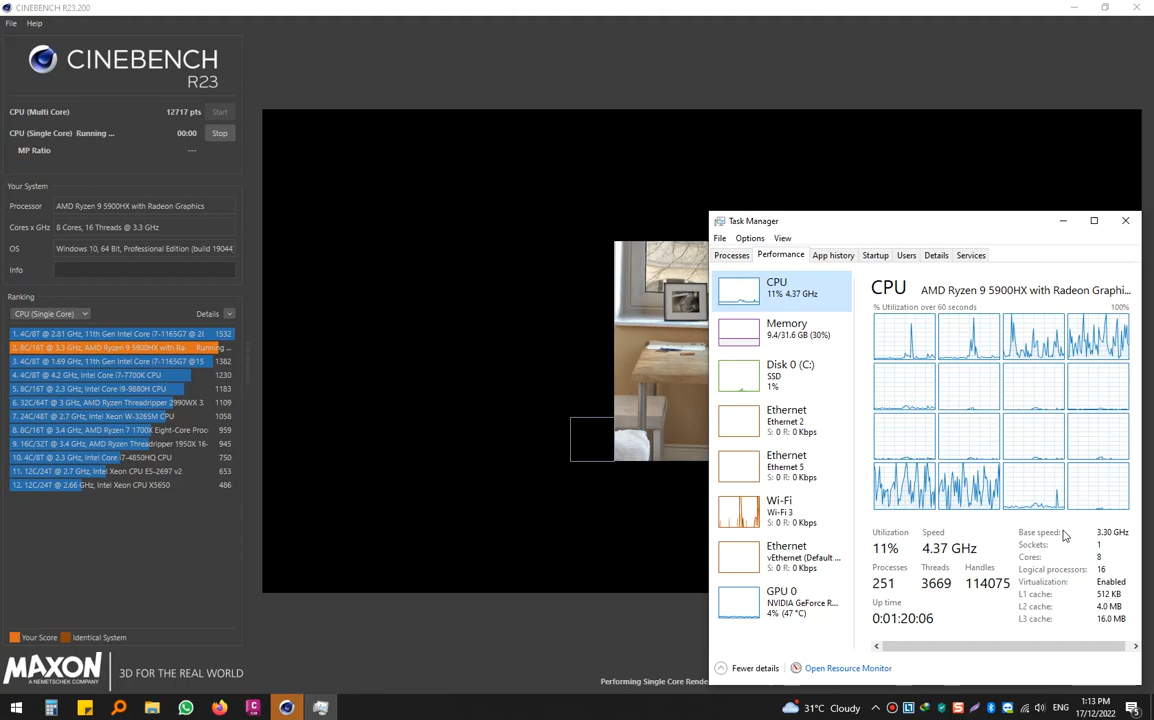 CINEBENCH R23.200
File Help
CINEBENCH
R23
CPU (Multi Core) 12717 pts Start
CPU (Single Core) Running ... 00:00 Stop
MP Ratio ---
Your System
Processor AMD Ryzen 9 5900HX with Radeon Graphics
Cores x GHz 8 Cores, 16 Threads @ 3.3 GHz
OS Windows 10, 64 Bit, Professional Edition (build 19044
Info
Ranking
CPU (Single Core) Details
1. 4C/8T @ 2.81 GHz, 11th Gen Intel Core i7-1165G7 @ 28 1532
2. 8C/16T @ 3.3 GHz, AMD Ryzen 9 5900HX with Ra- Running ...
3. 4C/8T @ 1.69 GHz, 11th Gen Intel Core i7-1165G7 @15 1382
4. 4C/8T @ 4.2 GHz, Intel Core i7-7700K CPU 1230
5. 8C/16T @ 2.3 GHz, Intel Core i9-9880H CPU 1183
6. 32C/64T @ 3 GHz, AMD Ryzen Threadripper 2990WX 3. 1109
7. 24C/48T @ 2.7 GHz, Intel Xeon W-3265M CPU 1058
8. 8C/16T @ 3.4 GHz, AMD Ryzen 7 1700X Eight-Core Proc 959
9. 16C/32T @ 3.4 GHz, AMD Ryzen Threadripper 1950X 16- 945
10. 4C/8T @ 2.3 GHz, Intel Core i7-4850HQ CPU 750
11. 12C/24T @ 2.7 GHz, Intel Xeon CPU E5-2697 v2 653
12. 12C/24T @ 2.66 GHz, Intel Xeon CPU X5650 486
Your Score Identical System
MAXON
A NEMETSCHEK COMPANY
3D FOR THE REAL WORLD
Performing Single Core Rende
Task Manager
File Options View
Processes Performance App history Startup Users Details Services
CPU
11% 4.37 GHz
Memory
9.4/31.6 GB (30%)
Disk 0 (C:)
SSD
1%
Ethernet
Ethernet 2
S: 0 R: 0 Kbps
Ethernet
Ethernet 5
S: 0 R: 0 Kbps
Wi-Fi
Wi-Fi 3
S: 0 R: 0 Kbps
Ethernet
vEthernet (Default ...
S: 0 R: 0 Kbps
GPU 0
NVIDIA GeForce R...
4% (47 °C)
CPU AMD Ryzen 9 5900HX with Radeon Graphi...
% Utilization over 60 seconds 100%
Utilization Speed
11% 4.37 GHz
Processes Threads Handles
251 3669 114075
Up time
0:01:20:06
Base speed: 3.30 GHz
Sockets: 1
Cores: 8
Logical processors: 16
Virtualization: Enabled
L1 cache: 512 KB
L2 cache: 4.0 MB
L3 cache: 16.0 MB
Fewer details Open Resource Monitor
31°C Cloudy ENG 1:13 PM
17/12/2022 5